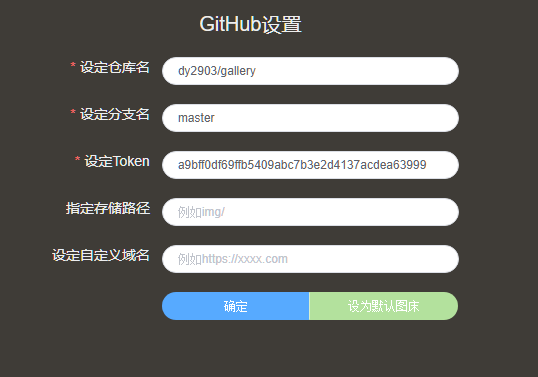 GitHub设置
* 设定仓库名 dy2903/gallery
* 设定分支名 master
* 设定Token a9bff0df69ffb5409abc7b3e2d4137acdea63999
指定存储路径 例如img/
设定自定义域名 例如https://xxxx.com
确定 设为默认图床